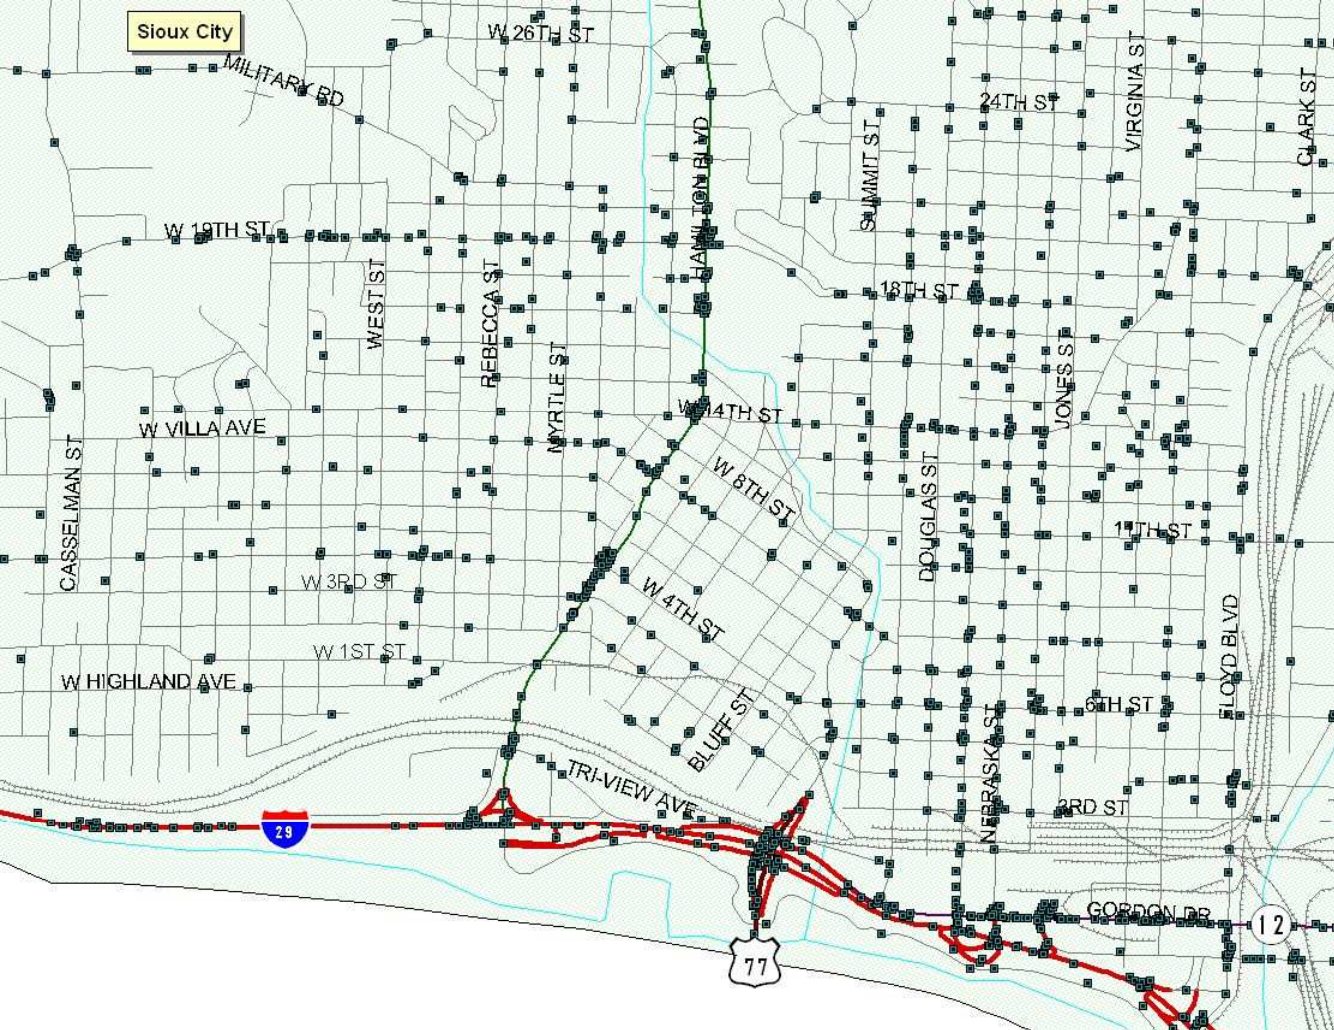 Sioux City
W 26TH ST
MILITARY RD
VIRGINIA ST
24TH ST
CLARK ST
HAMILTON BLVD
SUMMIT ST
W 19TH ST
WEST ST
REBECCA ST
18TH ST
MYRTLE ST
JONES ST
W 14TH ST
W VILLA AVE
CASSELMAN ST
W 8TH ST
DOUGLAS ST
11TH ST
W 3RD ST
W 4TH ST
FLOYD BLVD
W 1ST ST
W HIGHLAND AVE
BLUFF ST
6TH ST
NEBRASKA ST
TRI-VIEW AVE
3RD ST
29
GORDON DR
12
77